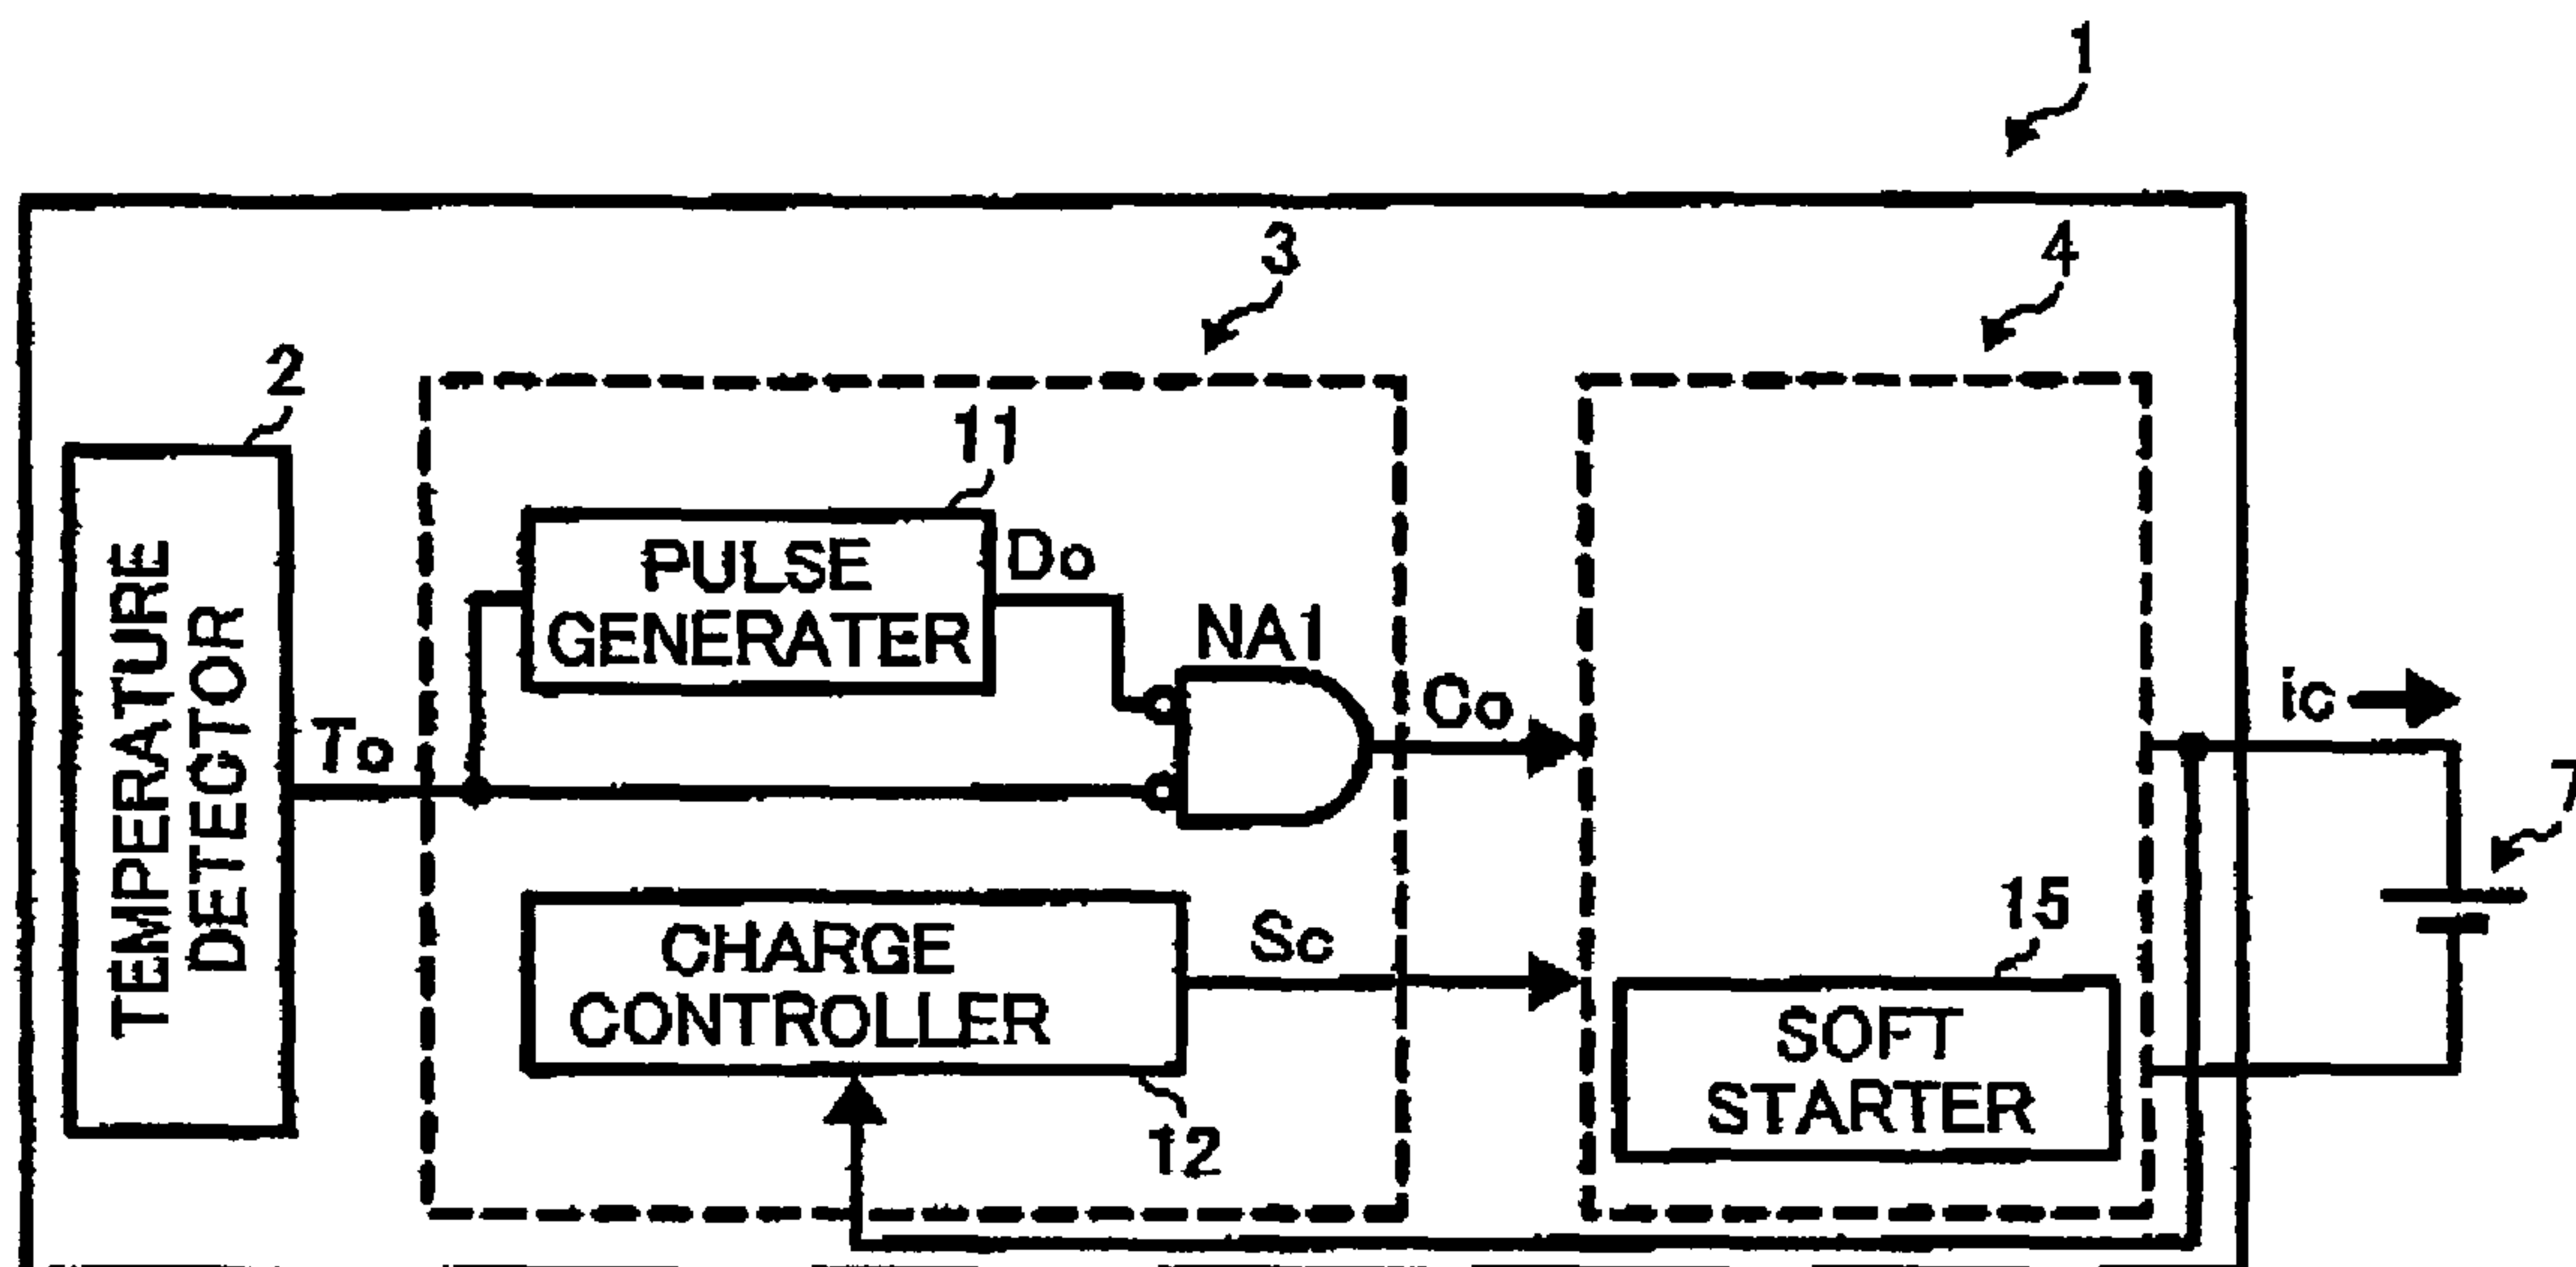 1
3
4
2
11
TEMPERATURE
DETECTOR
PULSE
GENERATER
Do
NA1
To
Co
ic
7
CHARGE
CONTROLLER
Sc
15
SOFT
STARTER
12